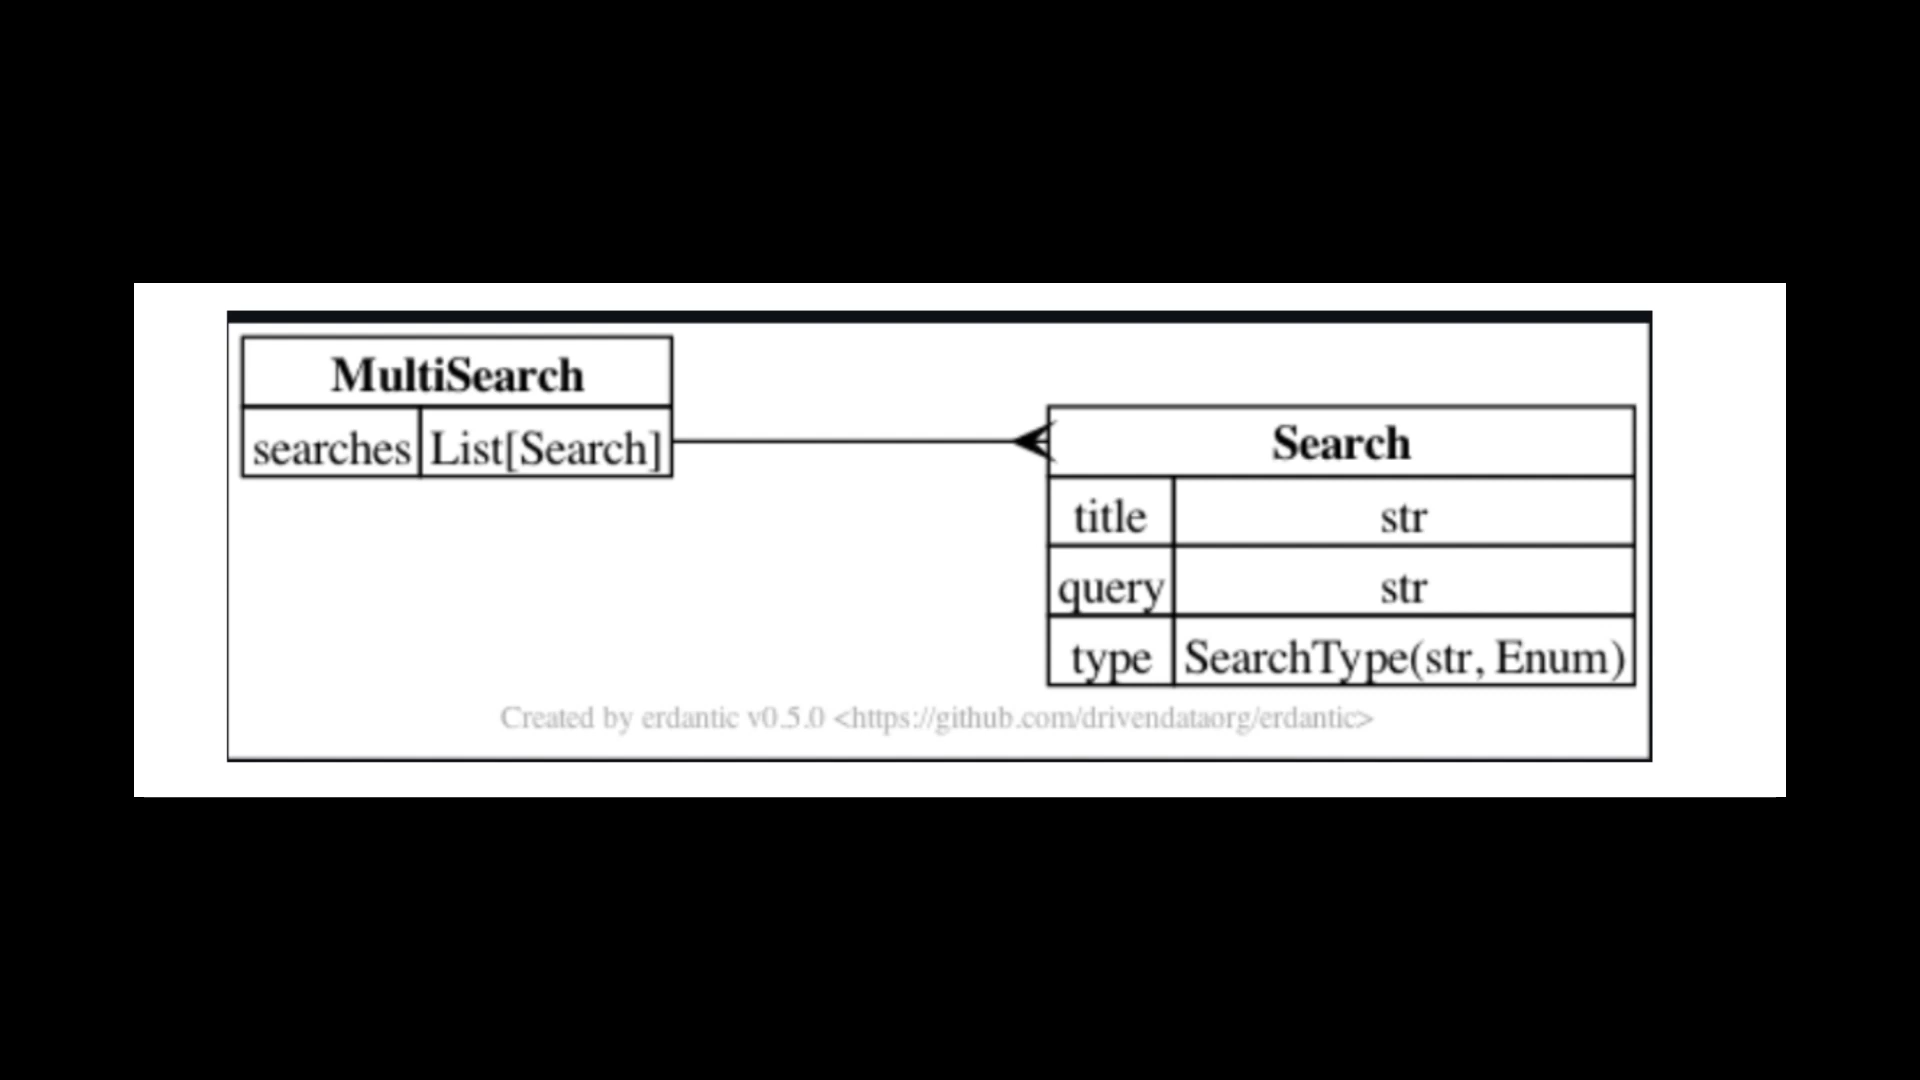 MultiSearch
searches List[Search]
Search
title str
query str
type SearchType(str, Enum)
Created by erdantic v0.5.0 <https://github.com/drivendataorg/erdantic>